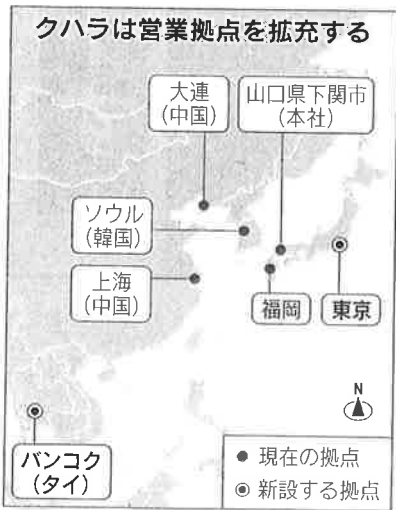 クハラは営業拠点を拡充する
大連
(中国)
山口県下関市
(本社)
ソウル
(韓国)
上海
(中国)
福岡
東京
N
バンコク
(タイ)
● 現在の拠点
◉ 新設する拠点